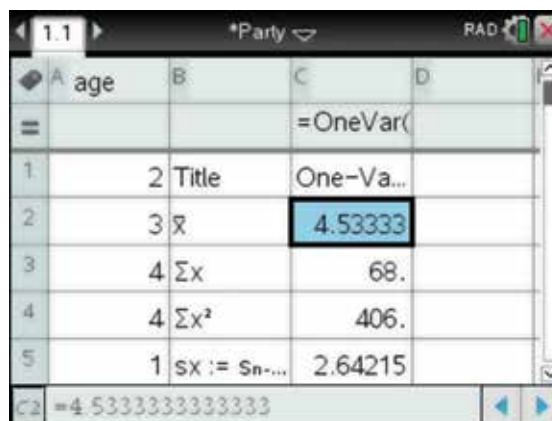 1.1 *Party RAD
A age B C D
= =OneVar(
1 2 Title One-Va...
2 3 x̄ 4.53333
3 4 Σx 68.
4 4 Σx² 406.
5 1 sx := sn-... 2.64215
C2 =4.5333333333333